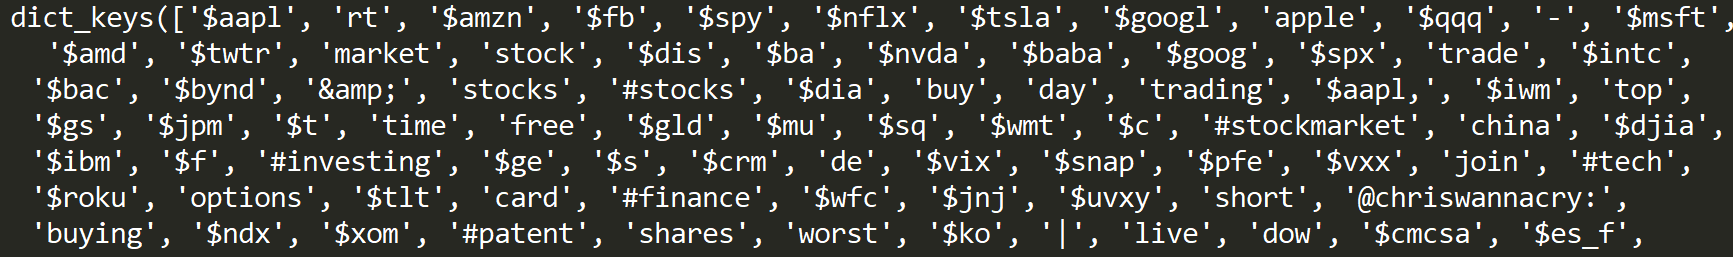 dict_keys(['$aapl', 'rt', '$amzn', '$fb', '$spy', '$nflx', '$tsla', '$googl', 'apple', '$qqq', '-', '$msft',
'$amd', '$twtr', 'market', 'stock', '$dis', '$ba', '$nvda', '$baba', '$goog', '$spx', 'trade', '$intc',
'$bac', '$bynd', '&amp;', 'stocks', '#stocks', '$dia', 'buy', 'day', 'trading', '$aapl,', '$iwm', 'top',
'$gs', '$jpm', '$t', 'time', 'free', '$gld', '$mu', '$sq', '$wmt', '$c', '#stockmarket', 'china', '$djia',
'$ibm', '$f', '#investing', '$ge', '$s', '$crm', 'de', '$vix', '$snap', '$pfe', '$vxx', 'join', '#tech',
'$roku', 'options', '$tlt', 'card', '#finance', '$wfc', '$jnj', '$uvxy', 'short', '@chriswannacry:',
'buying', '$ndx', '$xom', '#patent', 'shares', 'worst', '$ko', '|', 'live', 'dow', '$cmcsa', '$es_f',